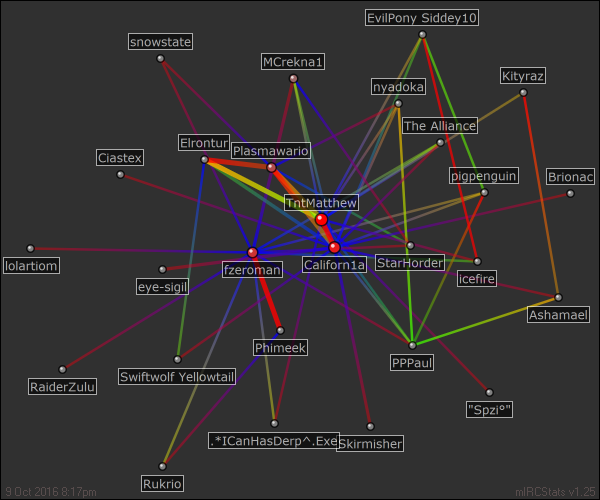 EvilPony Siddey10
snowstate
MCrekna1
Kityraz
nyadoka
The Alliance
Elrontur
Plasmawario
Ciastex
pigpenguin
Brionac
TntMatthew
lolartiom
fzeroman
Californ1a
StarHorder
icefire
eye-sigil
Ashamael
Phimeek
PPPaul
RaiderZulu
Swiftwolf Yellowtail
"Spzi°"
.*ICanHasDerp^.Exe
Skirmisher
Rukrio
9 Oct 2016 8:17pm
mIRCStats v1.25